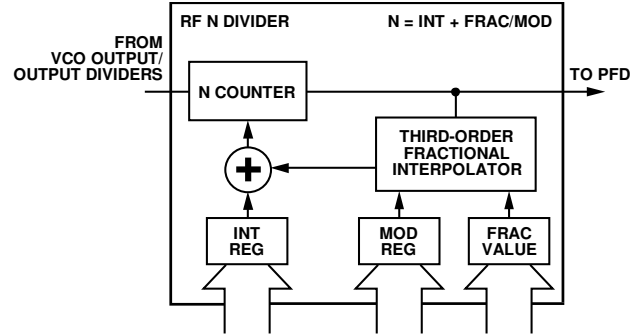 RF N DIVIDER
N = INT + FRAC/MOD
FROM
VCO OUTPUT/
OUTPUT DIVIDERS
N COUNTER
TO PFD
THIRD-ORDER
FRACTIONAL
INTERPOLATOR
+
INT
REG
MOD
REG
FRAC
VALUE